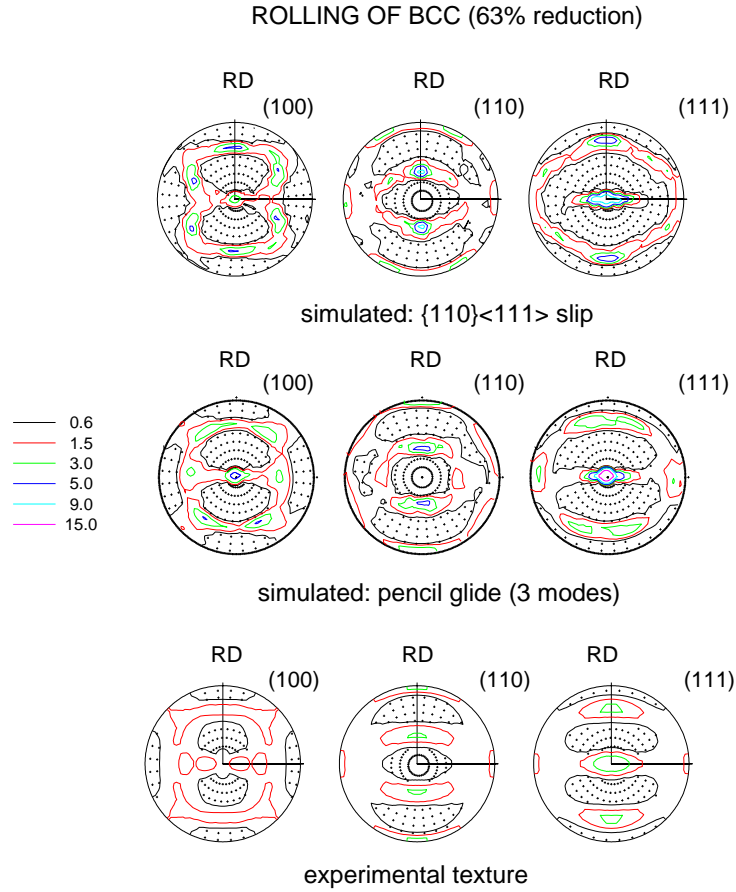 ROLLING OF BCC (63% reduction)
RD RD RD
(100) (110) (111)
simulated: {110}<111> slip
RD RD RD
(100) (110) (111)
0.6
1.5
3.0
5.0
9.0
15.0
simulated: pencil glide (3 modes)
RD RD RD
(100) (110) (111)
experimental texture